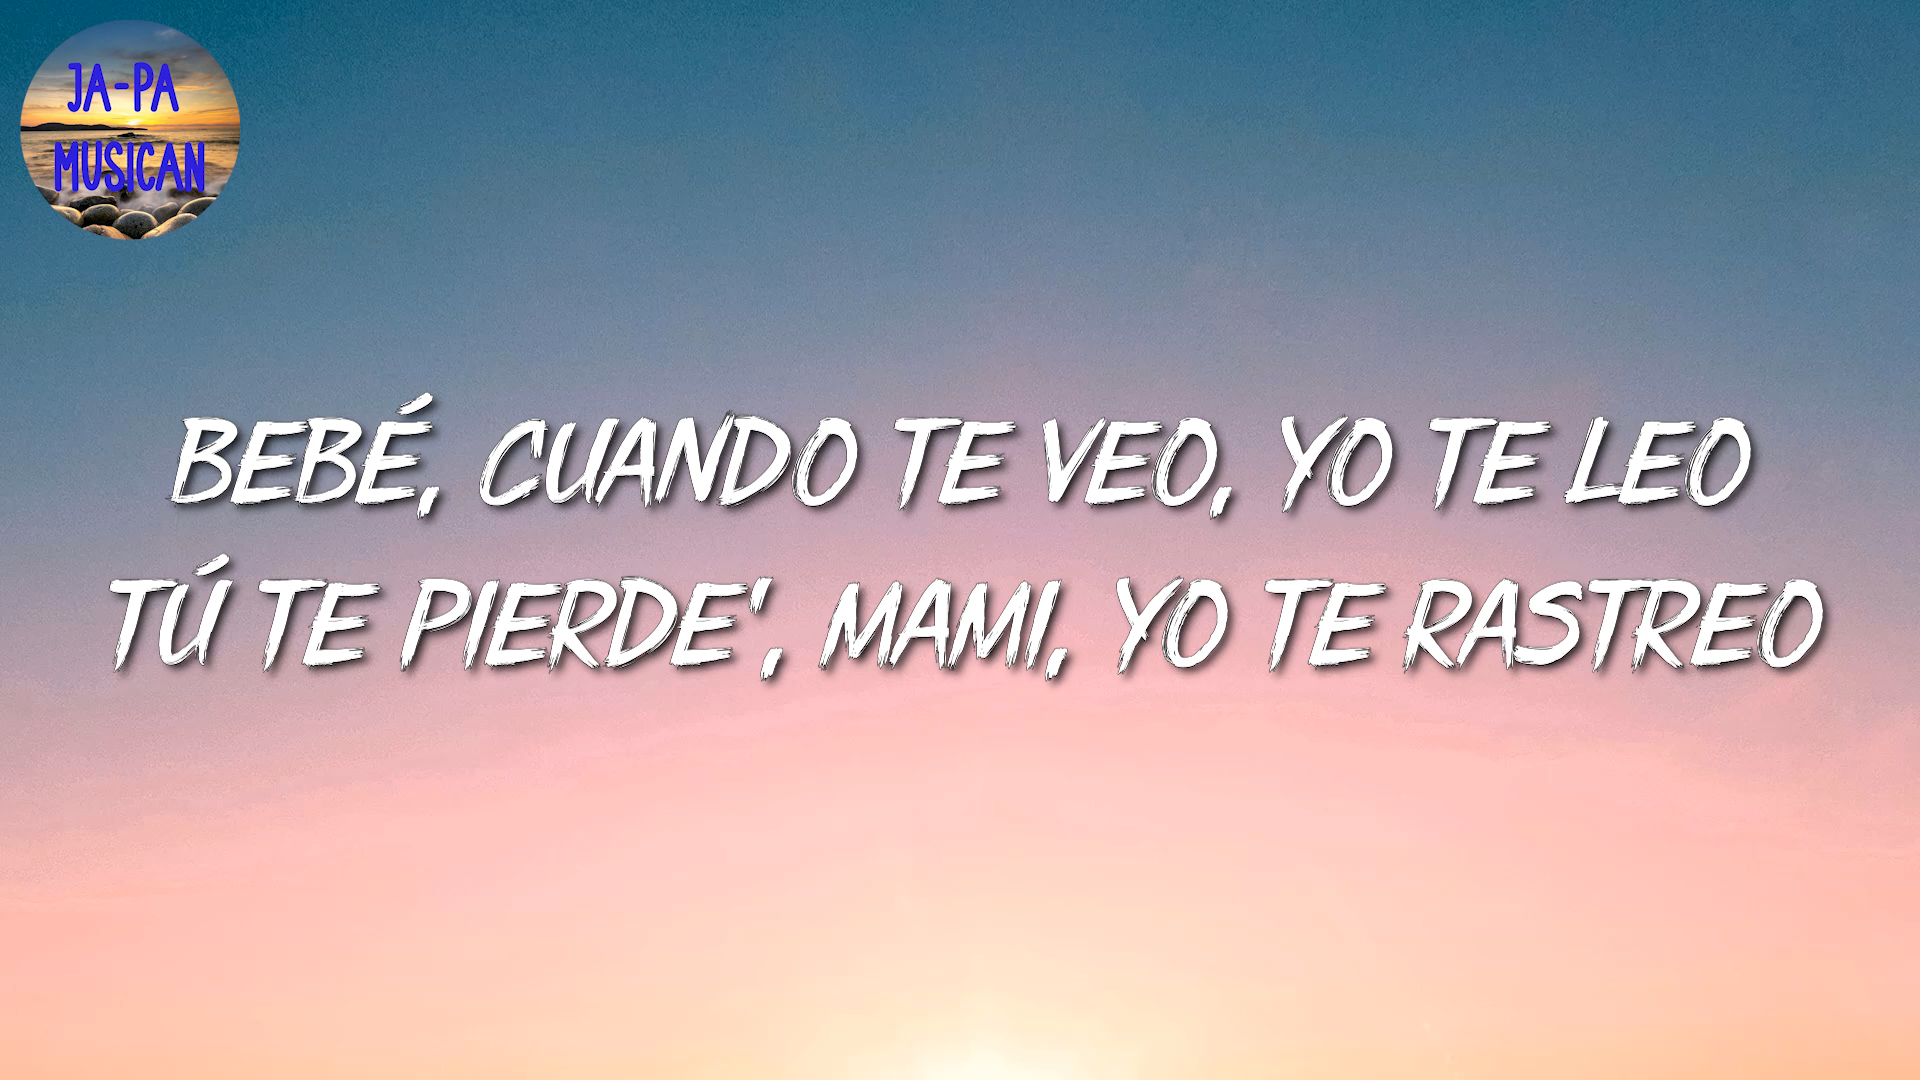 JA-PA
MUSICAN
BEBÉ, CUANDO TE VEO, YO TE LEO
TÚ TE PIERDE', MAMI, YO TE RASTREO